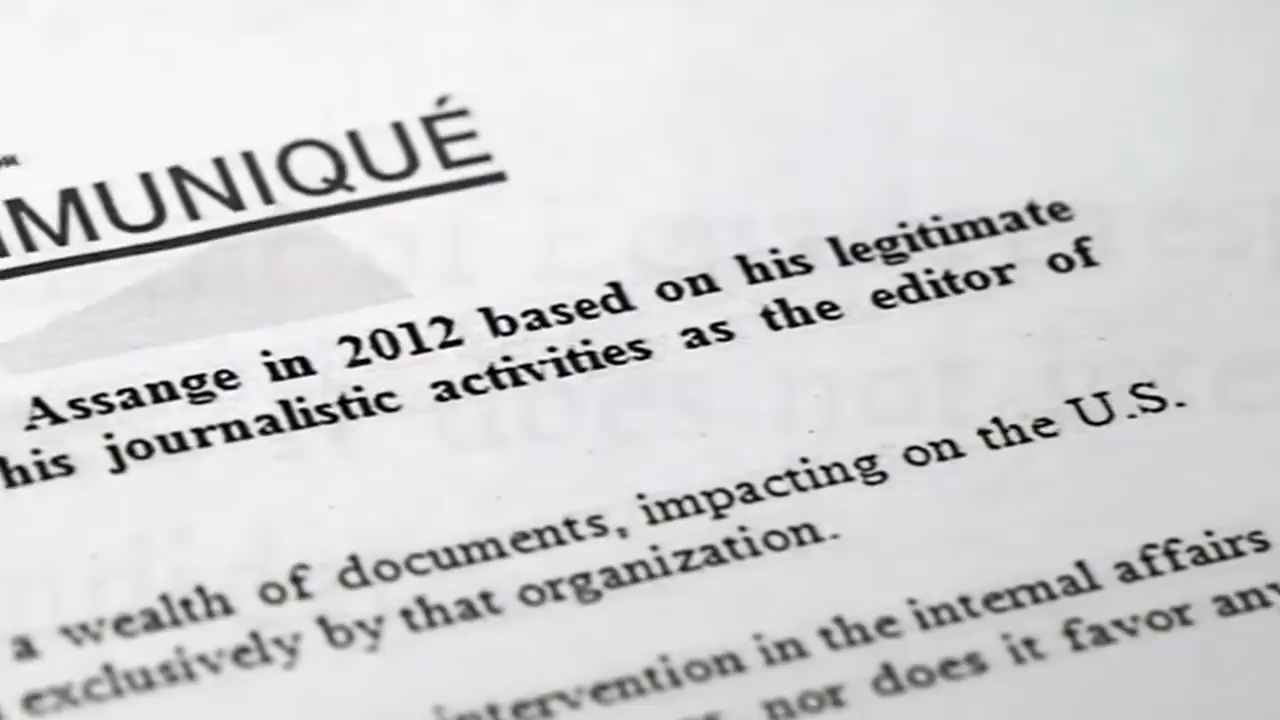 MUNIQUÉ
Assange in 2012 based on his legitimate
his journalistic activities as the editor of
a wealth of documents, impacting on the U.S.
exclusively by that organization.
intervention in the internal affairs
nor does it favor any